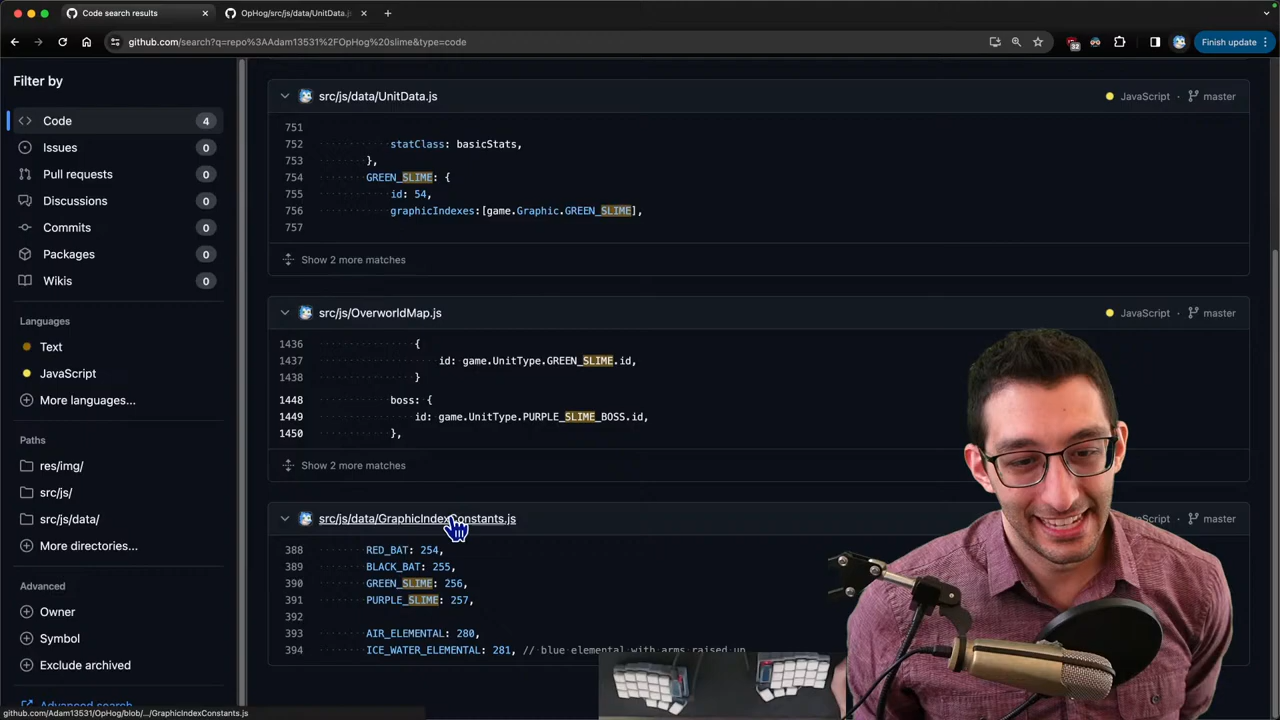 Code search results
OpHog/src/js/data/UnitData.js
github.com/search?q=repo%3AAdam13531%2FOpHog%20slime&type=code
32
Finish update
Filter by
Code 4
Issues 0
Pull requests 0
Discussions 0
Commits 0
Packages 0
Wikis 0
Languages
Text
JavaScript
More languages...
Paths
res/img/
src/js/
src/js/data/
More directories...
Advanced
Owner
Symbol
Exclude archived
Advanced search
src/js/data/UnitData.js JavaScript master
751
752 statClass: basicStats,
753 },
754 GREEN_SLIME: {
755 id: 54,
756 graphicIndexes:[game.Graphic.GREEN_SLIME],
757
Show 2 more matches
src/js/OverworldMap.js JavaScript master
1436 {
1437 id: game.UnitType.GREEN_SLIME.id,
1438 }
1448 boss: {
1449 id: game.UnitType.PURPLE_SLIME_BOSS.id,
1450 },
Show 2 more matches
src/js/data/GraphicIndexConstants.js JavaScript master
388 RED_BAT: 254,
389 BLACK_BAT: 255,
390 GREEN_SLIME: 256,
391 PURPLE_SLIME: 257,
392
393 AIR_ELEMENTAL: 280,
394 ICE_WATER_ELEMENTAL: 281, // blue elemental with arms raised up
github.com/Adam13531/OpHog/blob/.../GraphicIndexConstants.js